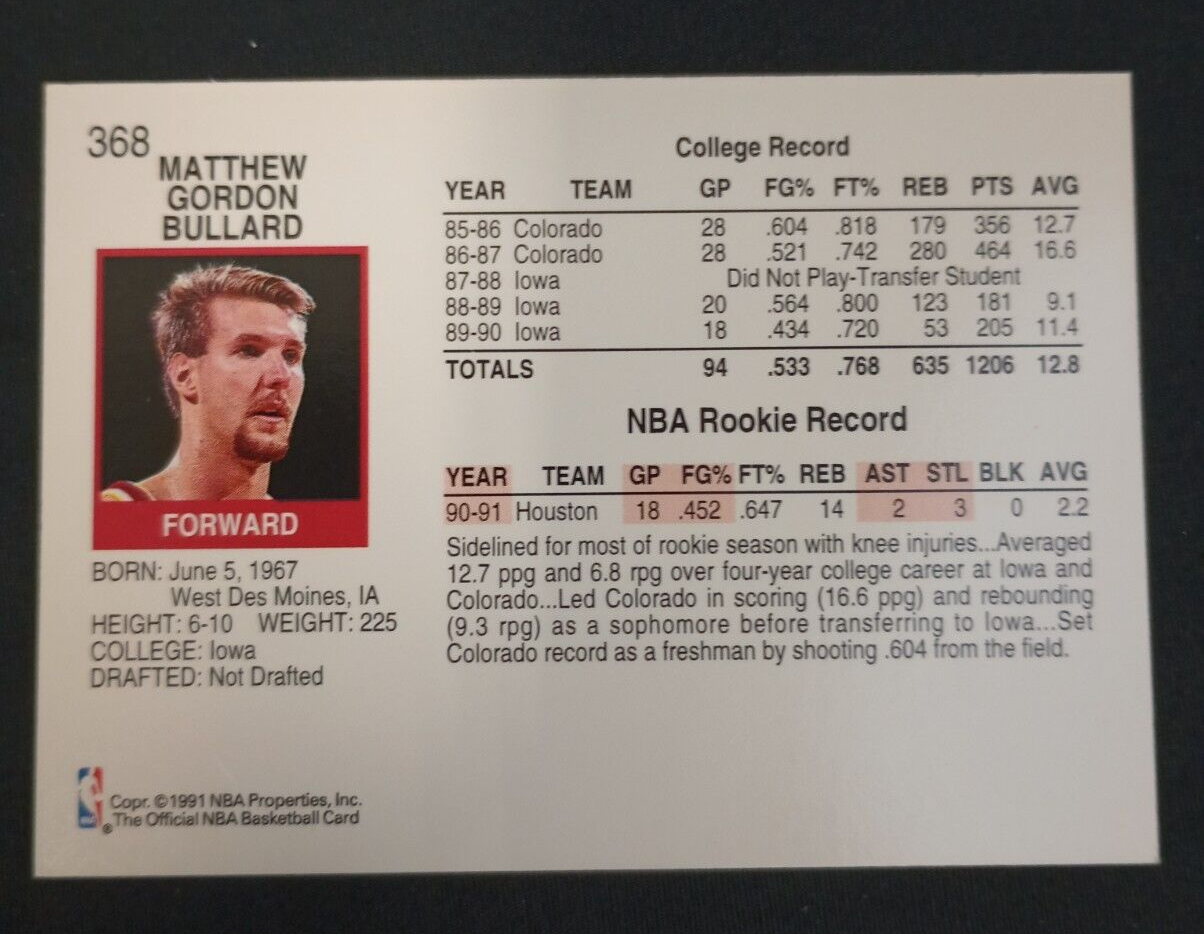 368
MATTHEW
GORDON
BULLARD
FORWARD
BORN: June 5, 1967
West Des Moines, IA
HEIGHT: 6-10 WEIGHT: 225
COLLEGE: Iowa
DRAFTED: Not Drafted
College Record
YEAR TEAM GP FG% FT% REB PTS AVG
85-86 Colorado 28 .604 .818 179 356 12.7
86-87 Colorado 28 .521 .742 280 464 16.6
87-88 Iowa Did Not Play-Transfer Student
88-89 Iowa 20 .564 .800 123 181 9.1
89-90 Iowa 18 .434 .720 53 205 11.4
TOTALS 94 .533 .768 635 1206 12.8
NBA Rookie Record
YEAR TEAM GP FG% FT% REB AST STL BLK AVG
90-91 Houston 18 .452 .647 14 2 3 0 2.2
Sidelined for most of rookie season with knee injuries...Averaged
12.7 ppg and 6.8 rpg over four-year college career at Iowa and
Colorado...Led Colorado in scoring (16.6 ppg) and rebounding
(9.3 rpg) as a sophomore before transferring to Iowa...Set
Colorado record as a freshman by shooting .604 from the field.
Copr. ©1991 NBA Properties, Inc.
®The Official NBA Basketball Card